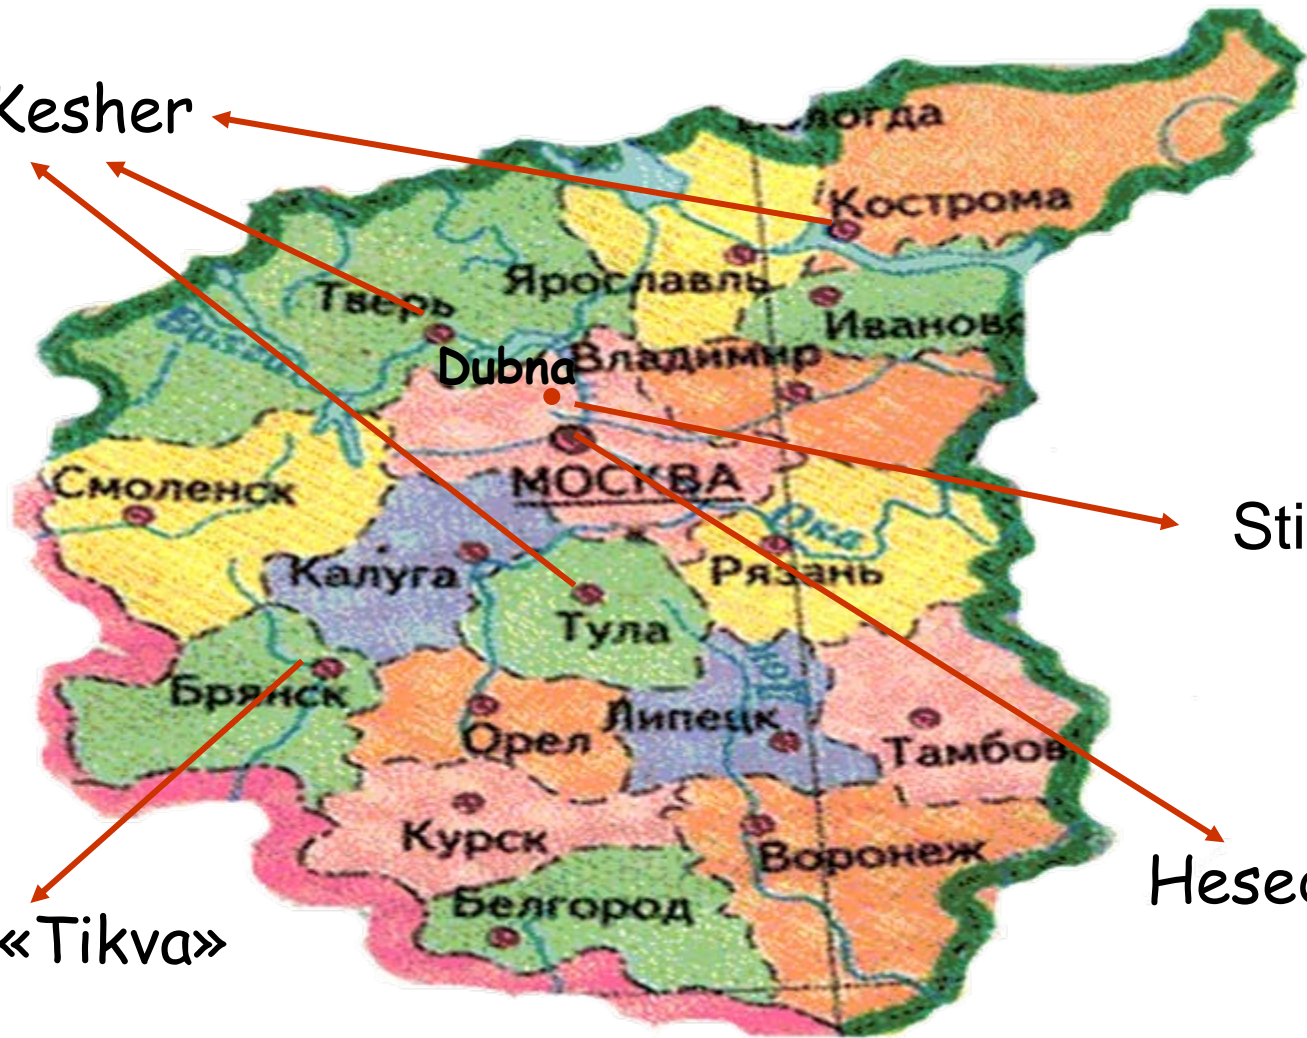 Kesher
Вологда
Кострома
Ярославль
Тверь
Иваново
Владимир
Dubna
МОСКВА
Смоленск
Sti
Ока
Рязань
Калуга
Тула
Дон
Брянск
Липецк
Орел
Тамбов
Курск
Воронеж
Hesed
Белгород
«Tikva»